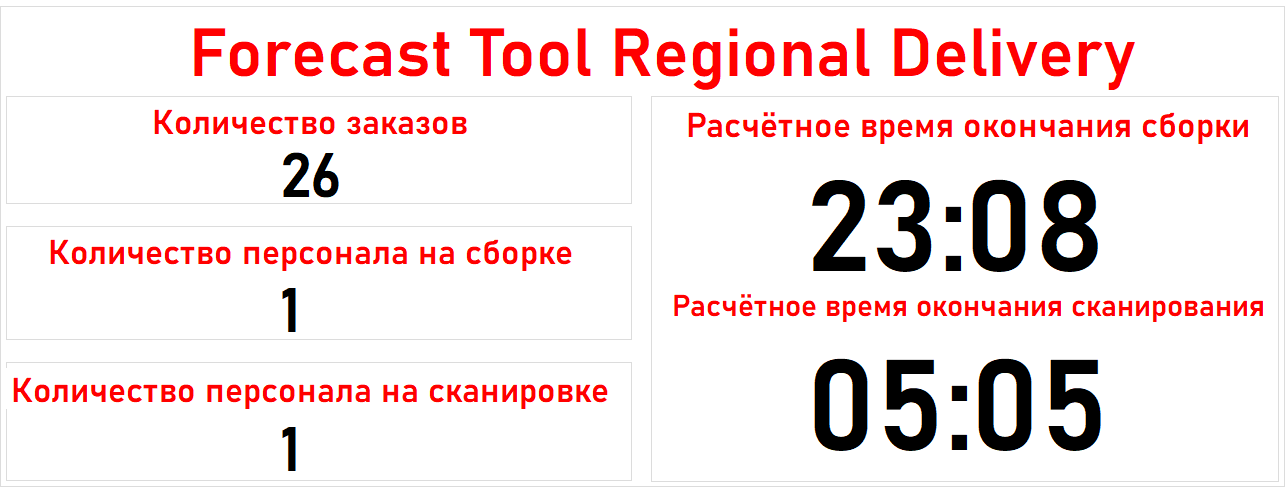 Forecast Tool Regional Delivery
Количество заказов
26
Количество персонала на сборке
1
Количество персонала на сканировке
1
Расчётное время окончания сборки
23:08
Расчётное время окончания сканирования
05:05